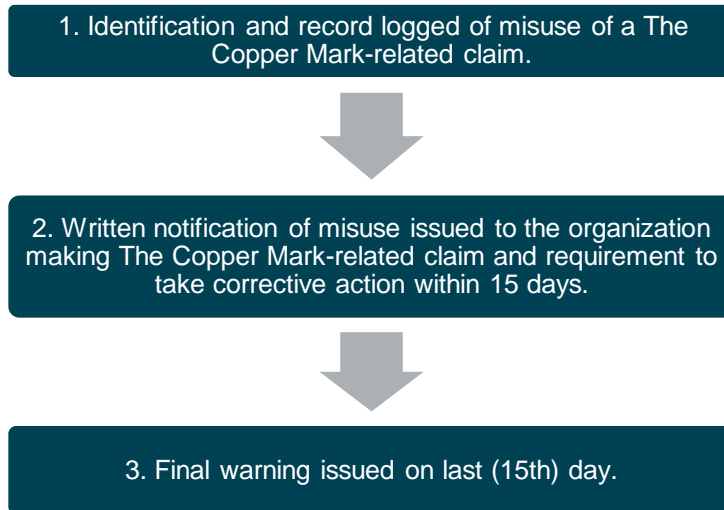 1. Identification and record logged of misuse of a The
Copper Mark-related claim.
2. Written notification of misuse issued to the organization
making The Copper Mark-related claim and requirement to
take corrective action within 15 days.
3. Final warning issued on last (15th) day.